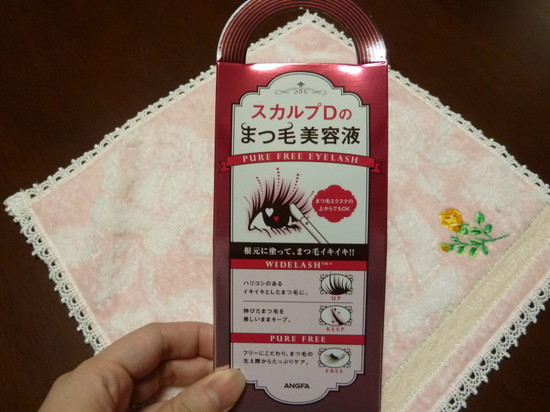 スカルプDの
まつ毛美容液
PURE FREE EYELASH
まつ毛エクステの
上からでもOK
根元に塗って、まつ毛イキイキ!!
WIDELASH
ハリコシのある
イキイキとしたまつ毛に。
UP
伸びたまつ毛を
美しいままキープ。
KEEP
PURE FREE
フリーにこだわり、まつ毛の
生え際からたっぷりケア。
FREE
ANGFA